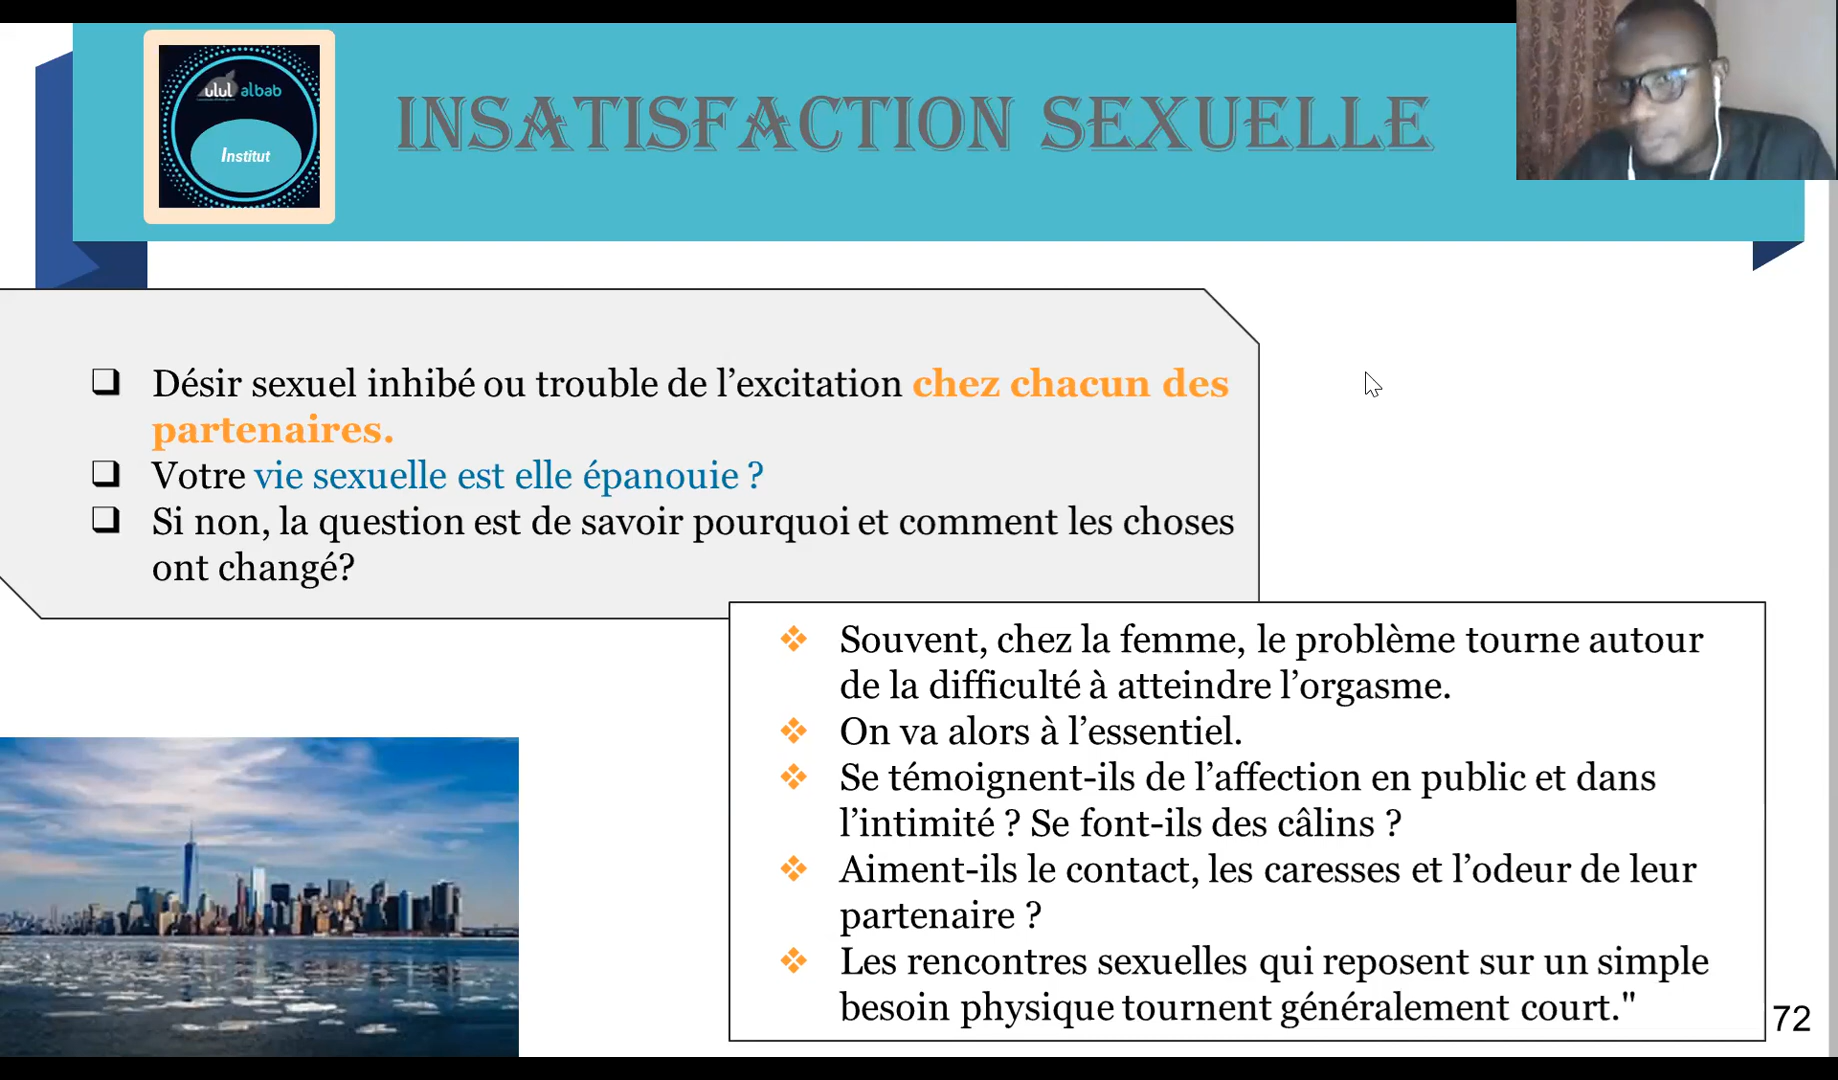 ulul albab
Institut
INSATISFACTION SEXUELLE
Désir sexuel inhibé ou trouble de l’excitation chez chacun des
partenaires.
Votre vie sexuelle est elle épanouie ?
Si non, la question est de savoir pourquoi et comment les choses
ont changé?
Souvent, chez la femme, le problème tourne autour
de la difficulté à atteindre l’orgasme.
On va alors à l’essentiel.
Se témoignent-ils de l’affection en public et dans
l’intimité ? Se font-ils des câlins ?
Aiment-ils le contact, les caresses et l’odeur de leur
partenaire ?
Les rencontres sexuelles qui reposent sur un simple
besoin physique tournent généralement court."
72